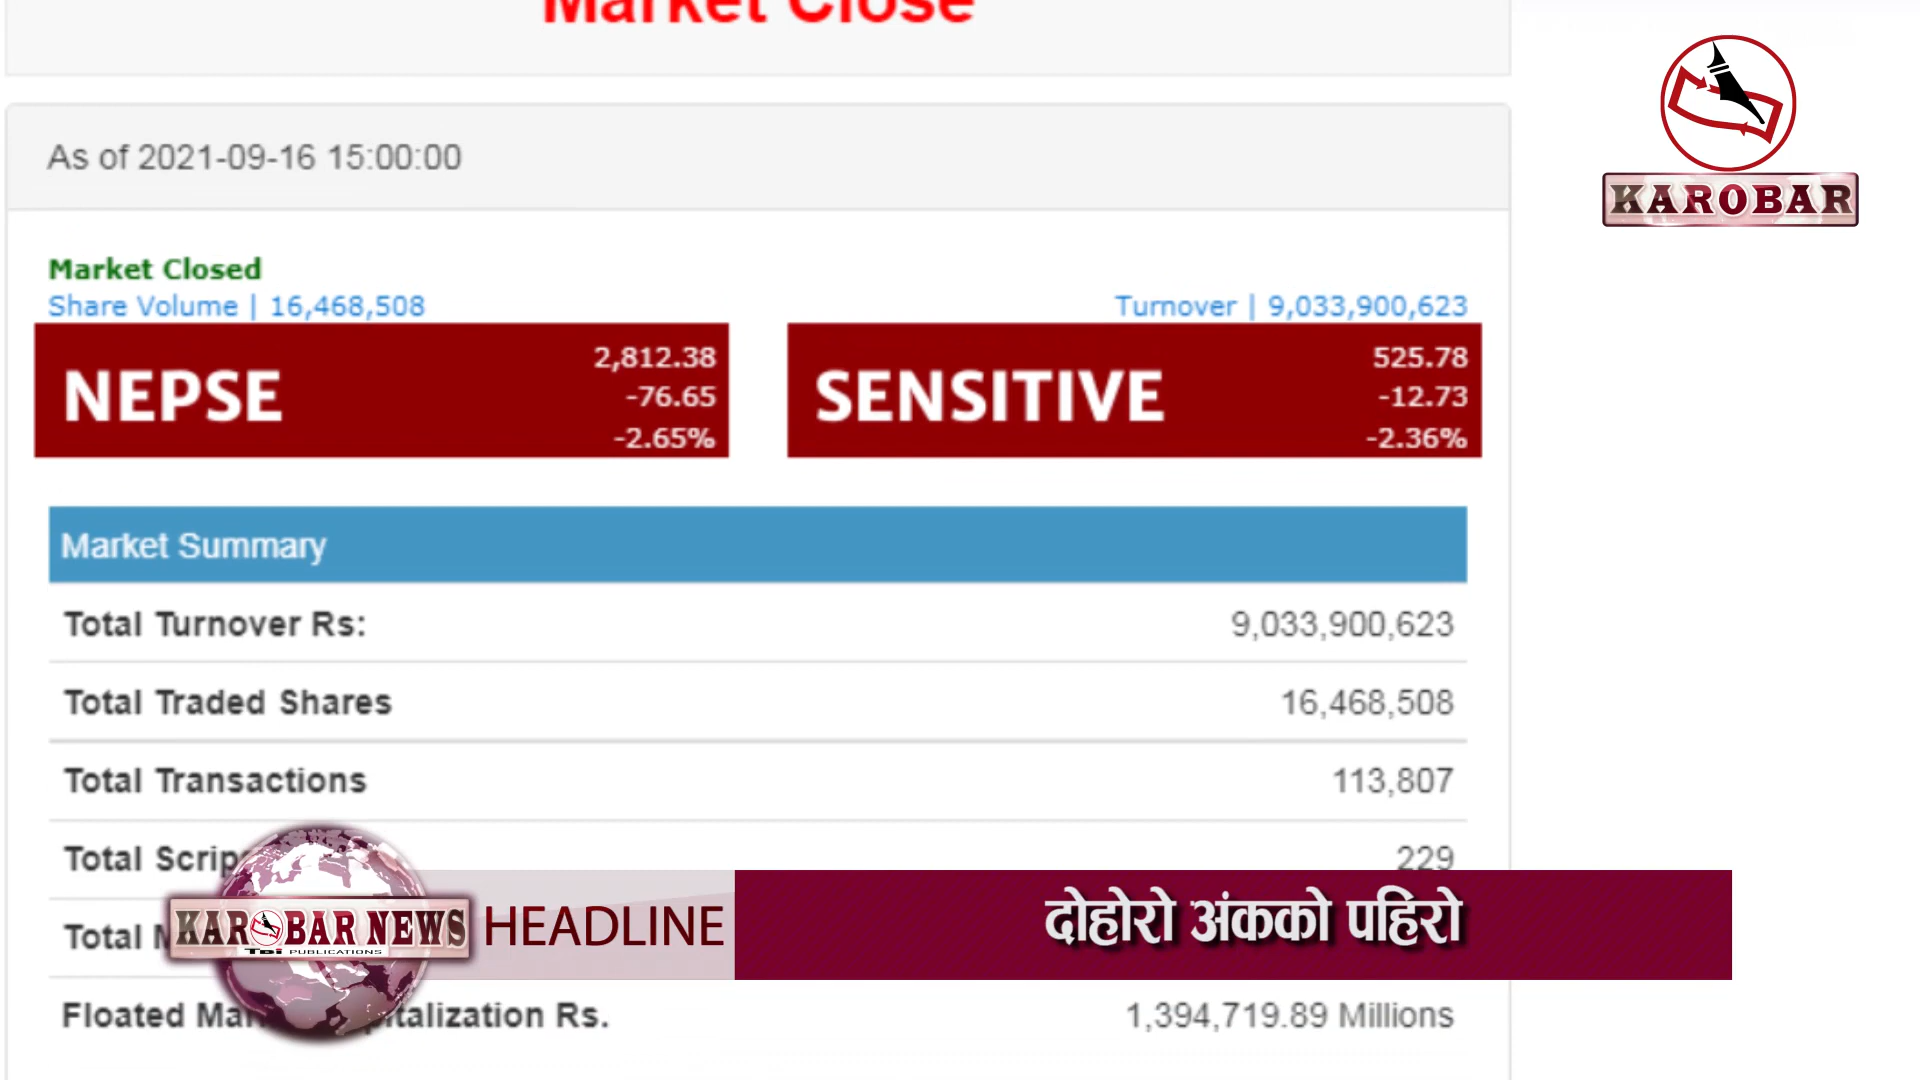 Market Close
As of 2021-09-16 15:00:00
KAROBAR
Market Closed
Share Volume | 16,468,508
Turnover | 9,033,900,623
NEPSE
2,812.38
-76.65
-2.65%
SENSITIVE
525.78
-12.73
-2.36%
Market Summary
Total Turnover Rs: 9,033,900,623
Total Traded Shares 16,468,508
Total Transactions 113,807
Total Scrips 229
Total
KAROBAR NEWS
TBI PUBLICATIONS
HEADLINE
दोहोरो अंकको पहिरो
Floated Rs. 1,394,719.89 Millions